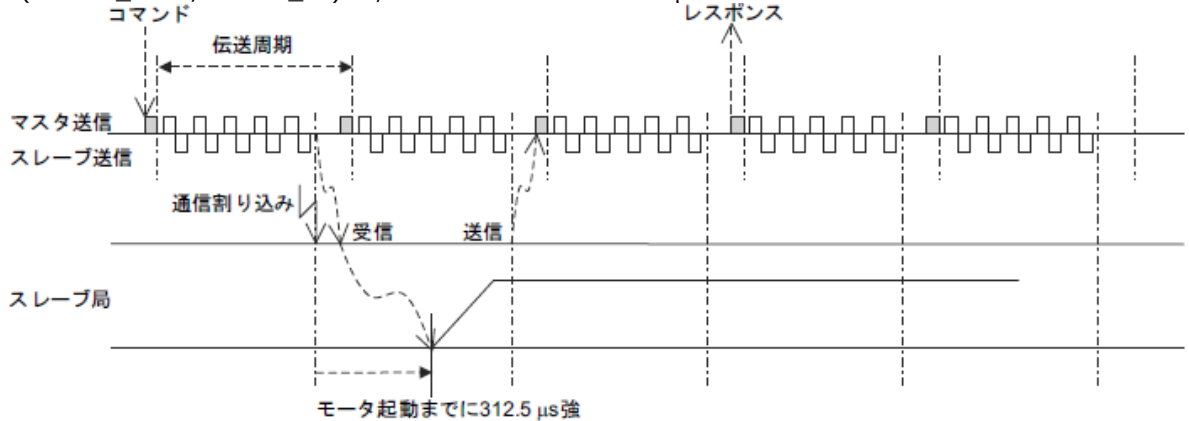 コマンド
レスポンス
伝送周期
マスタ送信
スレーブ送信
通信割り込み
受信
送信
スレーブ局
モータ起動までに312.5 μs強